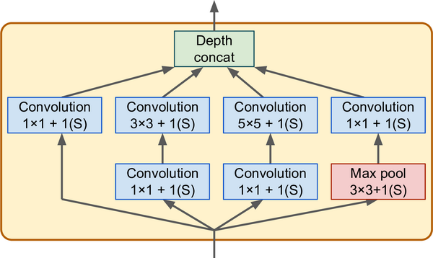 Depth
concat
Convolution
1×1 + 1(S)
Convolution
3×3 + 1(S)
Convolution
5×5 + 1(S)
Convolution
1×1 + 1(S)
Convolution
1×1 + 1(S)
Convolution
1×1 + 1(S)
Max pool
3×3+1(S)